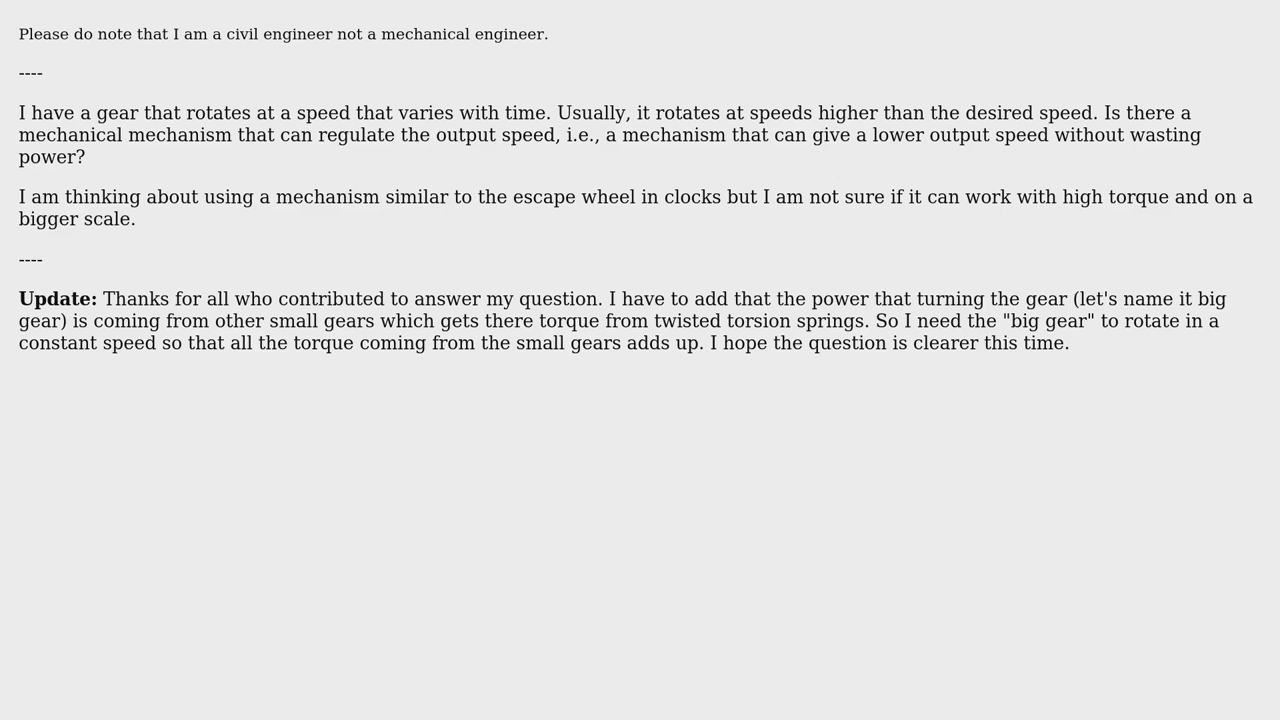 Please do note that I am a civil engineer not a mechanical engineer.
----
I have a gear that rotates at a speed that varies with time. Usually, it rotates at speeds higher than the desired speed. Is there a
mechanical mechanism that can regulate the output speed, i.e., a mechanism that can give a lower output speed without wasting
power?
I am thinking about using a mechanism similar to the escape wheel in clocks but I am not sure if it can work with high torque and on a
bigger scale.
----
Update: Thanks for all who contributed to answer my question. I have to add that the power that turning the gear (let's name it big
gear) is coming from other small gears which gets there torque from twisted torsion springs. So I need the "big gear" to rotate in a
constant speed so that all the torque coming from the small gears adds up. I hope the question is clearer this time.